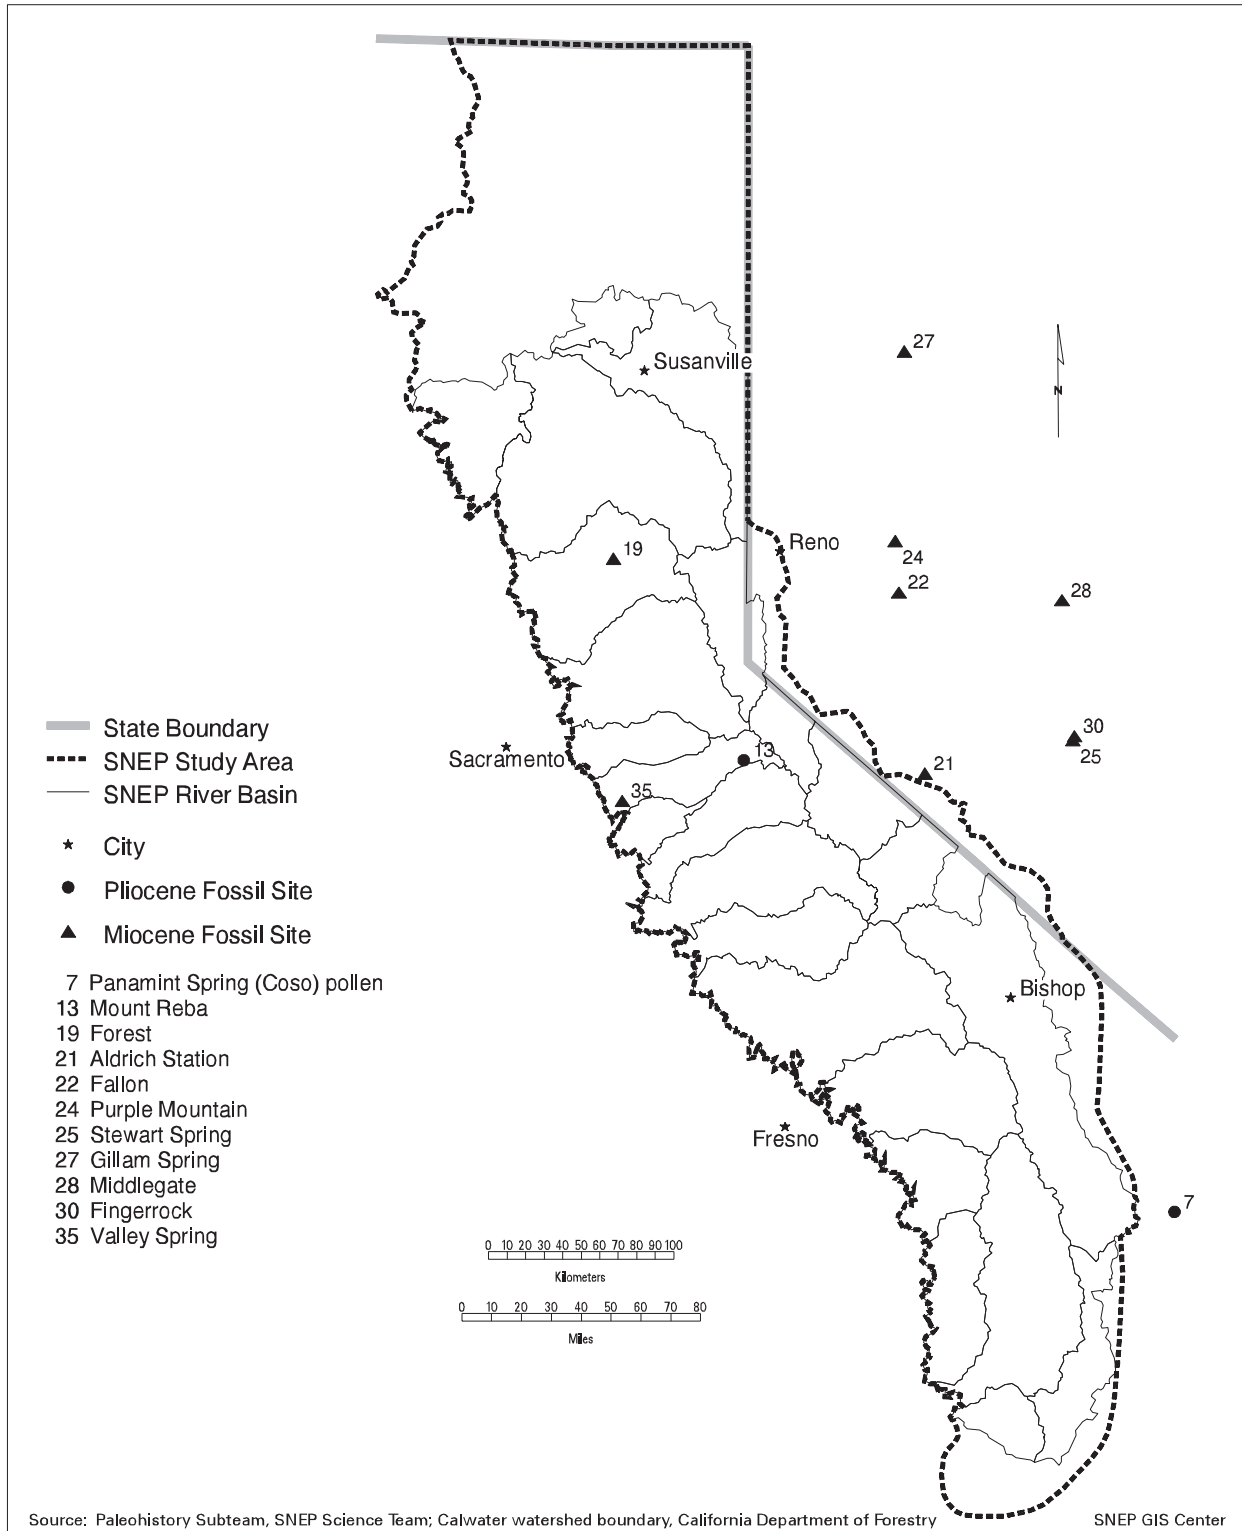 27
Susanville
N
Reno
19
24
22
28
State Boundary
30
SNEP Study Area
Sacramento
13
25
21
SNEP River Basin
35
City
Pliocene Fossil Site
Miocene Fossil Site
7 Panamint Spring (Coso) pollen
Bishop
13 Mount Reba
19 Forest
21 Aldrich Station
22 Fallon
24 Purple Mountain
25 Stewart Spring
Fresno
27 Gillam Spring
28 Middlegate
7
30 Fingerrock
35 Valley Spring
0 10 20 30 40 50 60 70 80 90 100
Kilometers
0 10 20 30 40 50 60 70 80
Miles
Source: Paleohistory Subteam, SNEP Science Team; Calwater watershed boundary, California Department of Forestry SNEP GIS Center